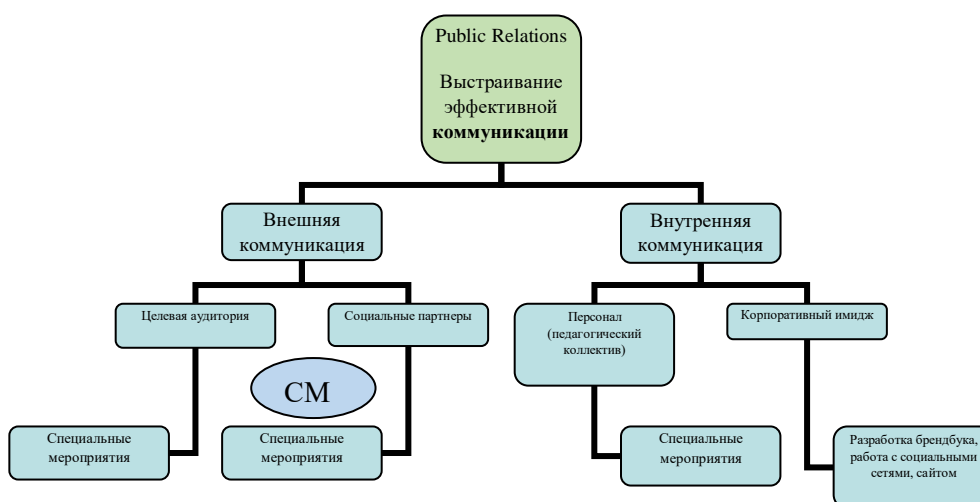 Public Relations
Выстраивание
эффективной
коммуникации
Внешняя
коммуникация
Внутренняя
коммуникация
Целевая аудитория
Социальные партнеры
Персонал
(педагогический
коллектив)
Корпоративный имидж
СМ
Специальные
мероприятия
Специальные
мероприятия
Специальные
мероприятия
Разработка брендбука,
работа с социальными
сетями, сайтом